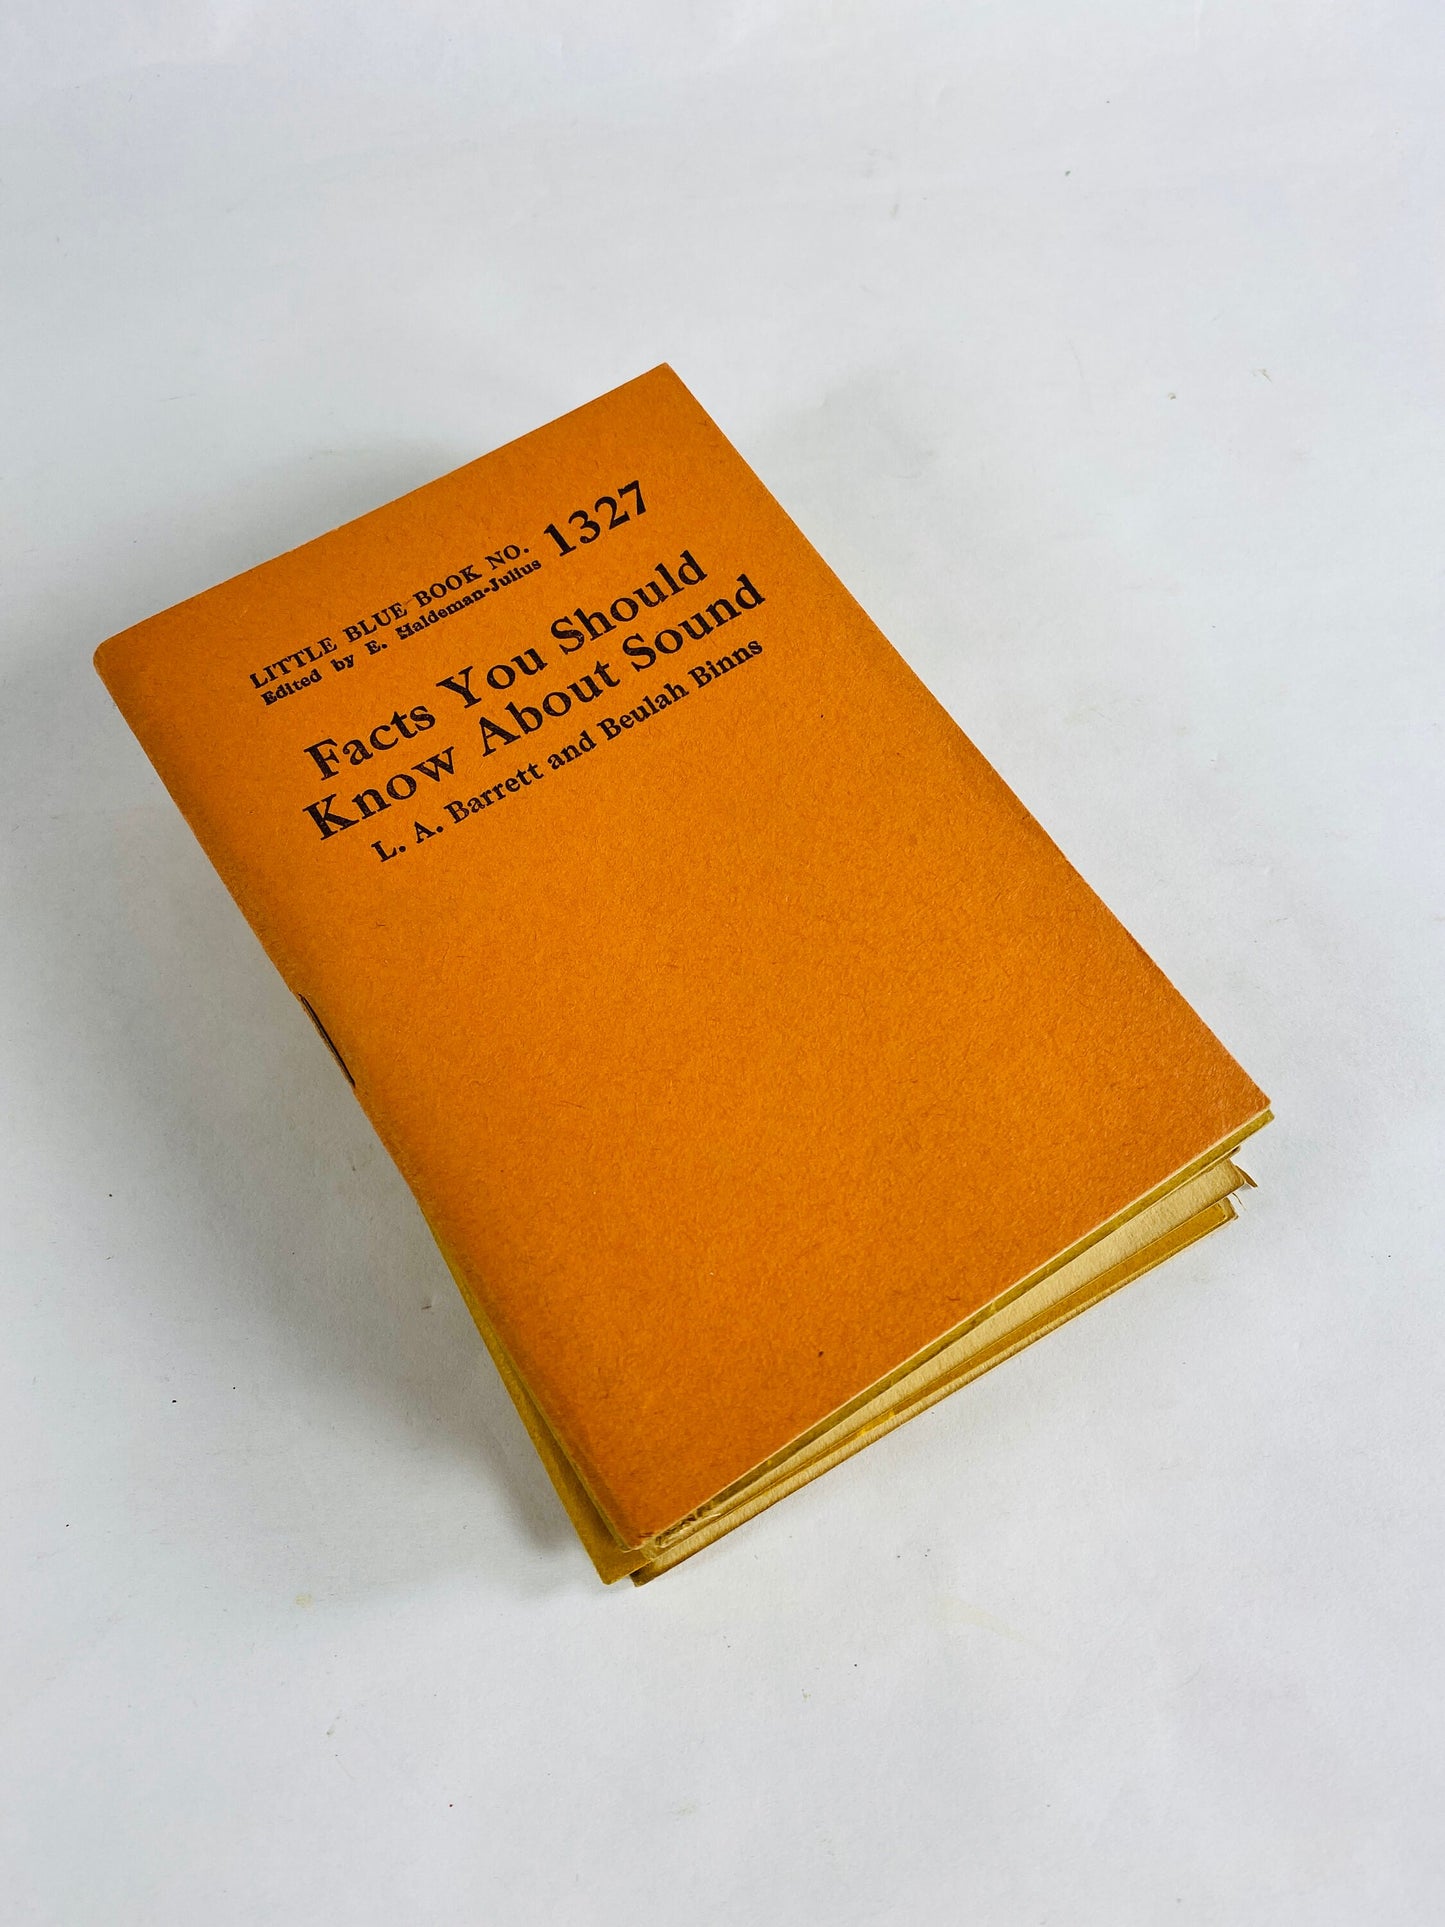 LITTLE BLUE BOOK NO. 1327
Edited by E. Haldeman-Julius
Facts You Should
Know About Sound
L. A. Barrett and Beulah Binns